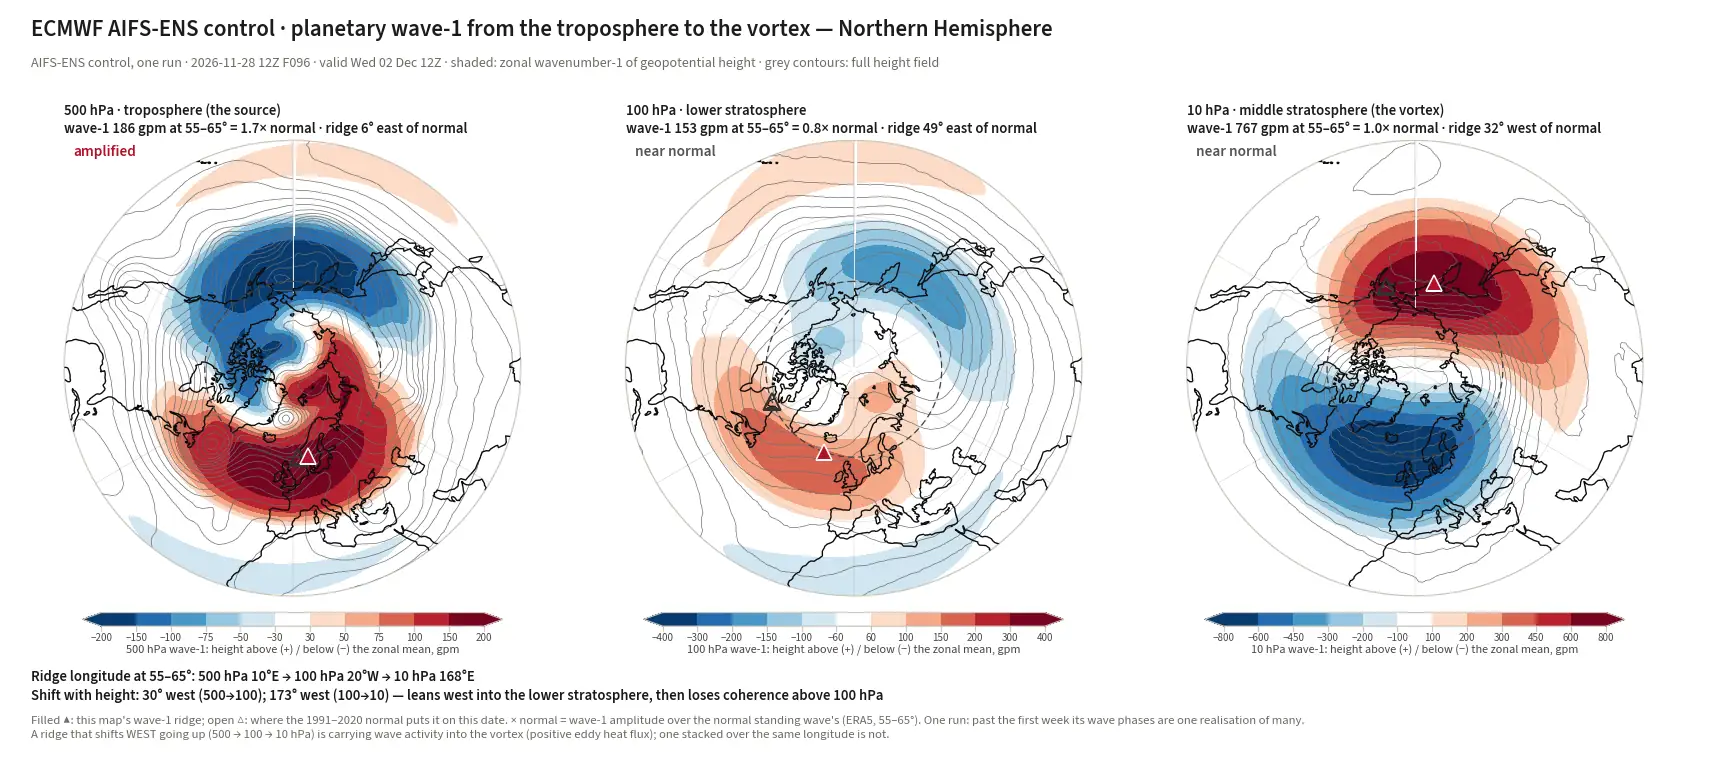 ECMWF AIFS-ENS control · planetary wave-1 from the troposphere to the vortex — Northern Hemisphere
AIFS-ENS control, one run · 2026-11-28 12Z F096 · valid Wed 02 Dec 12Z · shaded: zonal wavenumber-1 of geopotential height · grey contours: full height field
500 hPa · troposphere (the source)
wave-1 186 gpm at 55–65° = 1.7× normal · ridge 6° east of normal
amplified
100 hPa · lower stratosphere
wave-1 153 gpm at 55–65° = 0.8× normal · ridge 49° east of normal
near normal
10 hPa · middle stratosphere (the vortex)
wave-1 767 gpm at 55–65° = 1.0× normal · ridge 32° west of normal
near normal
−200 −150 −100 −75 −50 −30 30 50 75 100 150 200
500 hPa wave-1: height above (+) / below (−) the zonal mean, gpm
−400 −300 −200 −150 −100 −60 60 100 150 200 300 400
100 hPa wave-1: height above (+) / below (−) the zonal mean, gpm
−800 −600 −450 −300 −200 −100 100 200 300 450 600 800
10 hPa wave-1: height above (+) / below (−) the zonal mean, gpm
Ridge longitude at 55–65°: 500 hPa 10°E → 100 hPa 20°W → 10 hPa 168°E
Shift with height: 30° west (500→100); 173° west (100→10) — leans west into the lower stratosphere, then loses coherence above 100 hPa
Filled ▲: this map's wave-1 ridge; open △: where the 1991–2020 normal puts it on this date. × normal = wave-1 amplitude over the normal standing wave's (ERA5, 55–65°). One run: past the first week its wave phases are one realisation of many.
A ridge that shifts WEST going up (500 → 100 → 10 hPa) is carrying wave activity into the vortex (positive eddy heat flux); one stacked over the same longitude is not.